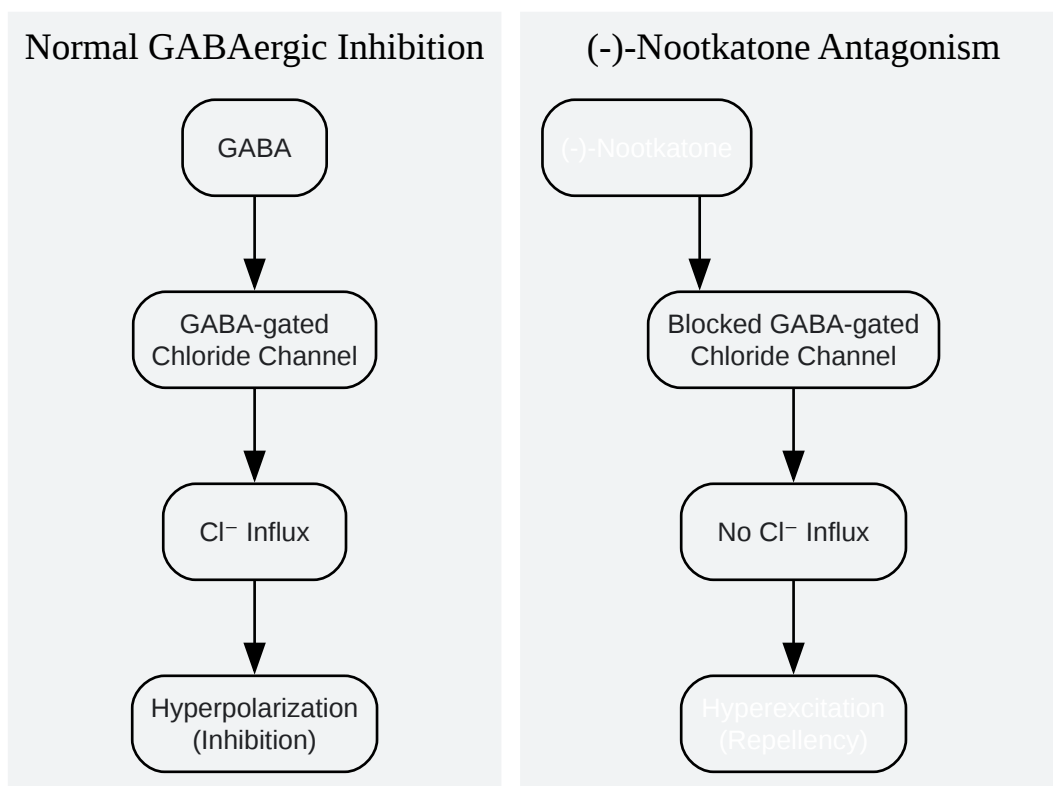 Normal GABAergic Inhibition
GABA
GABA-gated
Chloride Channel
Cl⁻ Influx
Hyperpolarization
(Inhibition)
(-)-Nootkatone Antagonism
(-)-Nootkatone
Blocked GABA-gated
Chloride Channel
No Cl⁻ Influx
Hyperexcitation
(Repellency)